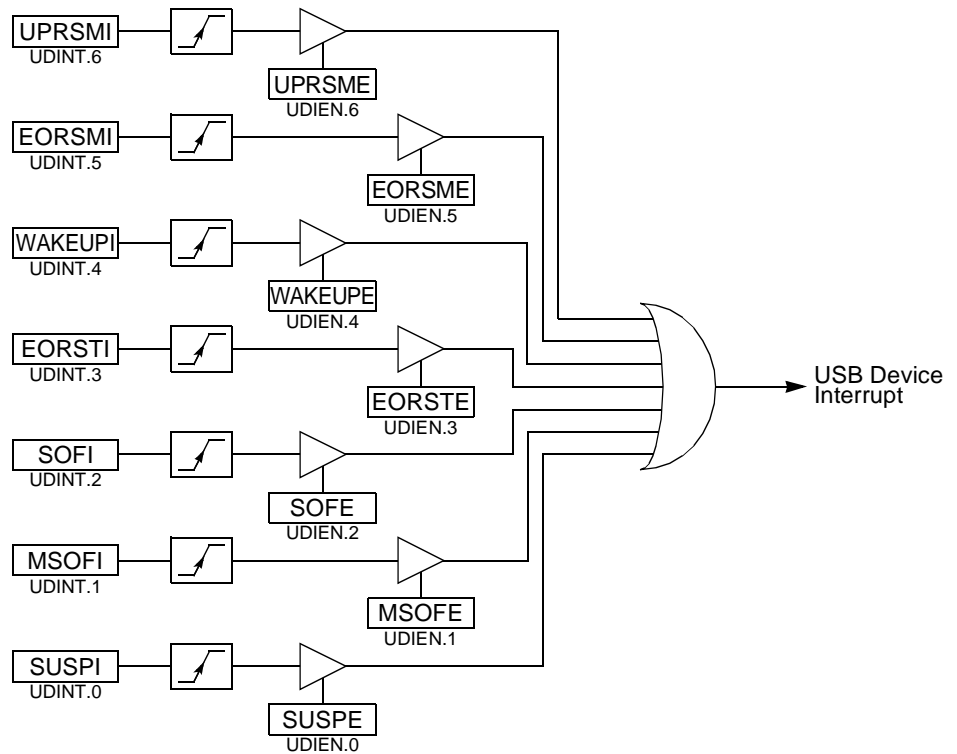 UPRSMI
UDINT.6
UPRSME
UDIEN.6
EORSMI
UDINT.5
EORSME
UDIEN.5
WAKEUPI
UDINT.4
WAKEUPE
UDIEN.4
EORSTI
UDINT.3
EORSTE
UDIEN.3
USB Device
Interrupt
SOFI
UDINT.2
SOFE
UDIEN.2
MSOFI
UDINT.1
MSOFE
UDIEN.1
SUSPI
UDINT.0
SUSPE
UDIEN.0